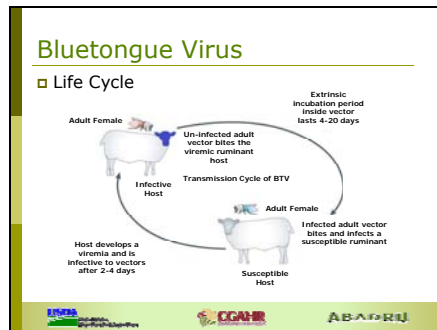 Bluetongue Virus
Life Cycle
Extrinsic
incubation period
inside vector
lasts 4-20 days
Adult Female
Un-infected adult
vector bites the
viremic ruminant
host
Infective
Host
Transmission Cycle of BTV
Adult Female
Infected adult vector
bites and infects a
susceptible ruminant
Host develops a
viremia and is
infective to vectors
after 2-4 days
Susceptible
Host
USDA
CGAHR
ABADRU